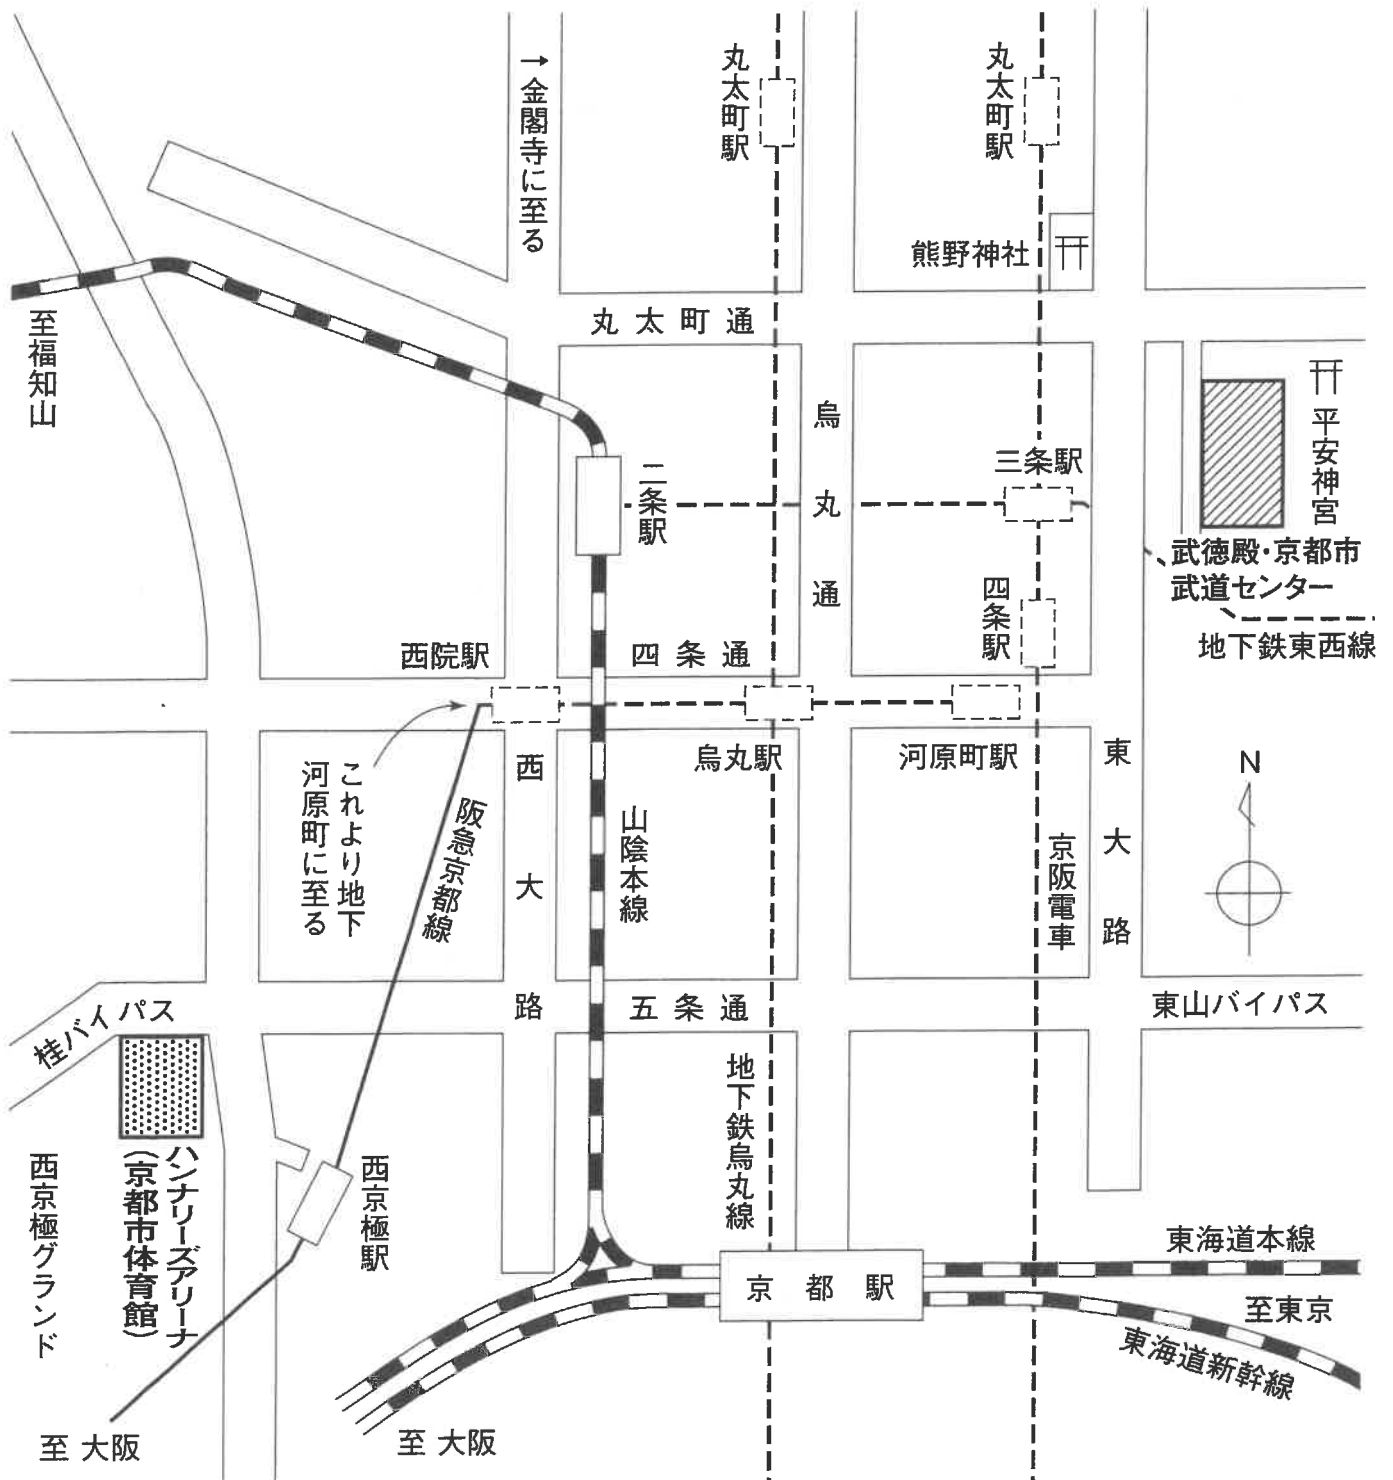 →金閣寺に至る
丸太町駅
丸太町駅
熊野神社
至福知山
丸太町通
烏丸通
平安神宮
二条駅
三条駅
武徳殿・京都市
武道センター
四条駅
地下鉄東西線
西院駅
四条通
烏丸駅
河原町駅
これより地下
河原町に至る
阪急京都線
西大路
山陰本線
京阪電車
東大路
N
桂バイパス
五条通
東山バイパス
地下鉄烏丸線
西京極グランド
ハンナリーズアリーナ
(京都市体育館)
西京極駅
京都駅
東海道本線
至東京
東海道新幹線
至 大阪
至 大阪